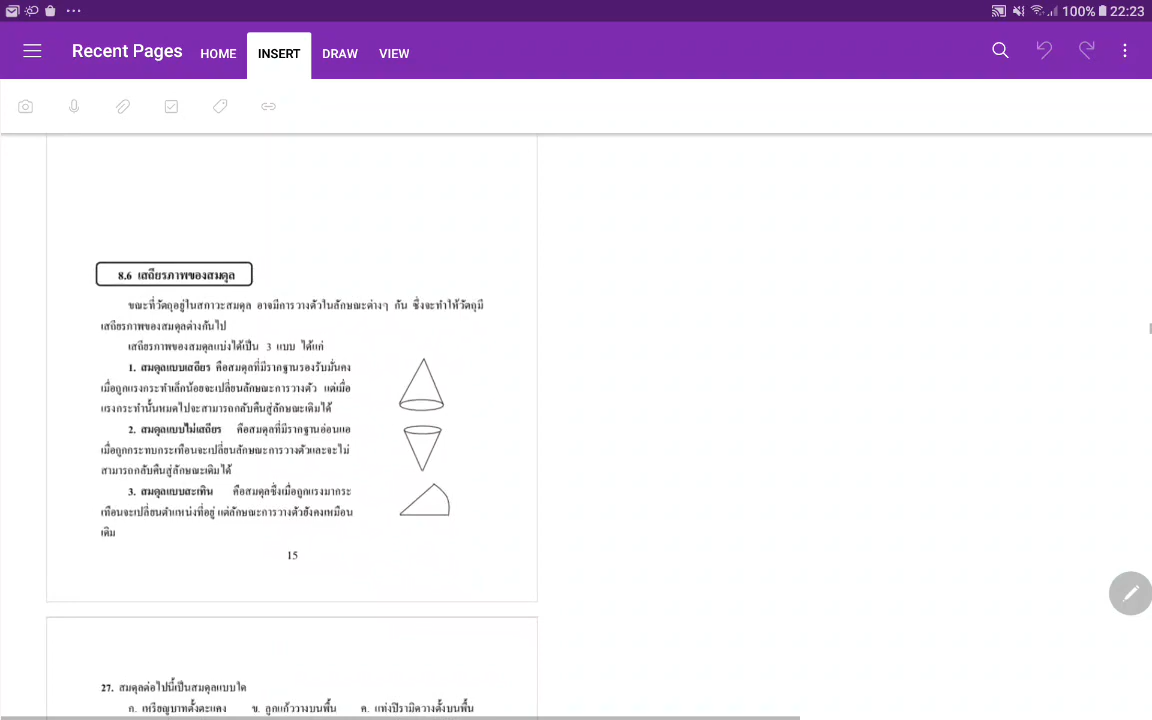 100% 22:23
Recent Pages HOME INSERT DRAW VIEW
8.6 เสถียรภาพของสมดุล
ขณะที่วัตถุอยู่ในสภาวะสมดุล อาจมีการวางตัวในลักษณะต่างๆ กัน ซึ่งจะทำให้วัตถุมี
เสถียรภาพของสมดุลต่างกันไป
เสถียรภาพของสมดุลแบ่งได้เป็น 3 แบบ ได้แก่
1. สมดุลแบบเสถียร คือสมดุลที่มีรากฐานรองรับมั่นคง
เมื่อถูกแรงกระทำเล็กน้อยจะเปลี่ยนลักษณะการวางตัว แต่เมื่อ
แรงกระทำนั้นหมดไปจะสามารถกลับคืนสู่ลักษณะเดิมได้
2. สมดุลแบบไม่เสถียร คือสมดุลที่มีรากฐานอ่อนแอ
เมื่อถูกกระทบกระเทือนจะเปลี่ยนลักษณะการวางตัวและจะไม่
สามารถกลับคืนสู่ลักษณะเดิมได้
3. สมดุลแบบสะเทิน คือสมดุลซึ่งเมื่อถูกแรงมากระ
เทือนจะเปลี่ยนตำแหน่งที่อยู่ แต่ลักษณะการวางตัวยังคงเหมือน
เดิม
15
27. สมดุลต่อไปนี้เป็นสมดุลแบบใด
ก. เหรียญบาทตั้งตะแคง ข. ลูกแก้ววางบนพื้น ค. แท่งปิรามิดวางตั้งบนพื้น